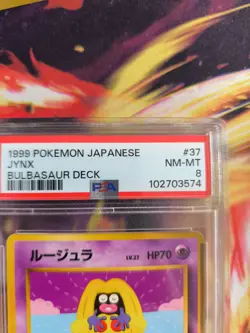 1999 POKEMON JAPANESE #37
JYNX NM-MT
BULBASAUR DECK 8
PSA 102703574
ルージュラ LV.27 HP70